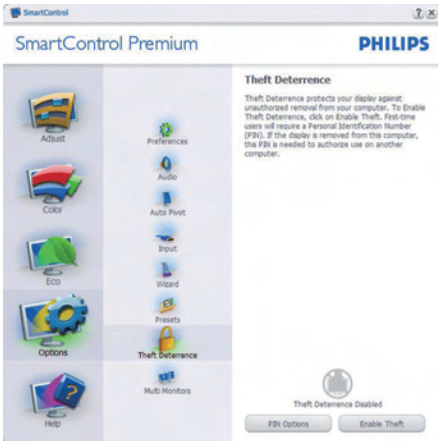 SmartControl
SmartControl Premium
PHILIPS
Adjust
Color
Eco
Options
Help
Preferences
Audio
Auto Pivot
Input
Wizard
Presets
Theft Deterrence
Multi Monitors
Theft Deterrence
Theft Deterrence protects your display against
unauthorized removal from your computer. To Enable
Theft Deterrence, click on Enable Theft. First-time
users will require a Personal Identification Number
(PIN). If the display is removed from this computer,
this PIN is needed to authorize use on another
computer.
Theft Deterrence Disabled
PIN Options
Enable Theft